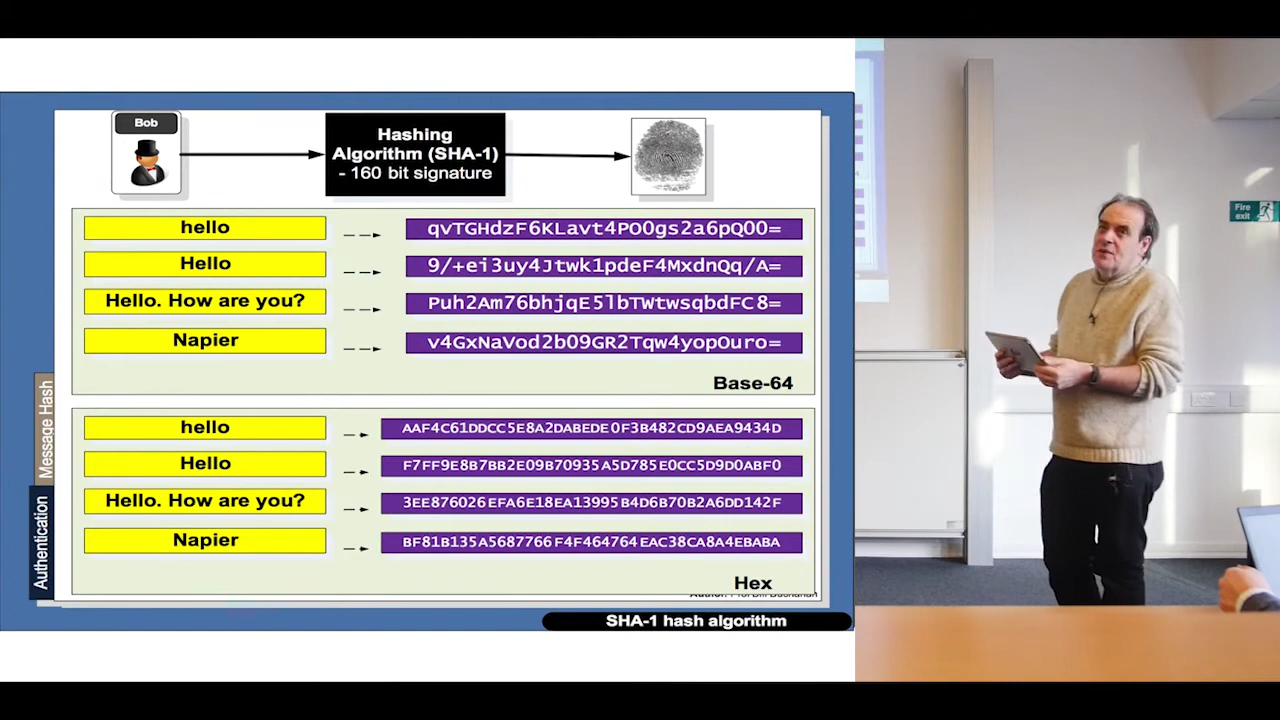 Bob
Hashing
Algorithm (SHA-1)
- 160 bit signature
hello
qvTGHdzF6KLavt4PO0gs2a6pQ00=
Hello
9/+ei3uy4Jtwk1pdeF4MxdnQq/A=
Hello. How are you?
Puh2Am76bhjqE5lbTWtwsqbdFC8=
Napier
v4GxNaVod2b09GR2Tqw4yopOuro=
Base-64
hello
AAF4C61DDCC5E8A2DABEDE0F3B482CD9AEA9434D
Hello
F7FF9E8B7BB2E09B70935A5D785E0CC5D9D0ABF0
Hello. How are you?
3EE876026EFA6E18EA13995B4D6B70B2A6DD142F
Napier
BF81B135A5687766F4F464764EAC38CA8A4EBABA
Hex
Message Hash
Authentication
SHA-1 hash algorithm
Fire
exit